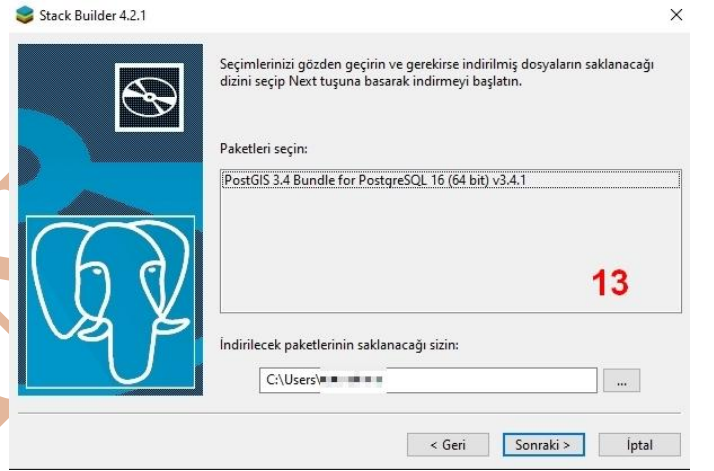 Stack Builder 4.2.1
Seçimlerinizi gözden geçirin ve gerekirse indirilmiş dosyaların saklanacağı
dizini seçip Next tuşuna basarak indirmeyi başlatın.
Paketleri seçin:
PostGIS 3.4 Bundle for PostgreSQL 16 (64 bit) v3.4.1
13
İndirilecek paketlerinin saklanacağı sizin:
C:\Users\
...
< Geri
Sonraki >
İptal